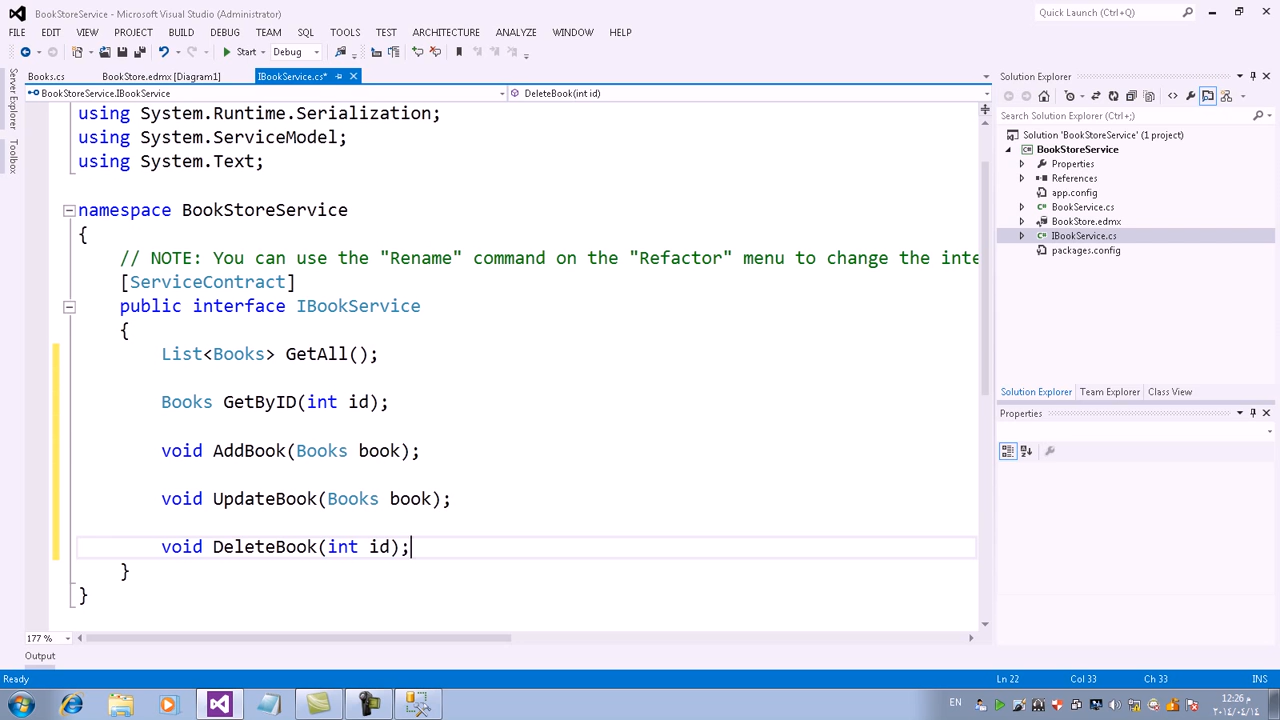 BookStoreService - Microsoft Visual Studio (Administrator)
Quick Launch (Ctrl+Q)
FILE EDIT VIEW PROJECT BUILD DEBUG TEAM SQL TOOLS TEST ARCHITECTURE ANALYZE WINDOW HELP
Start Debug
Server Explorer
Toolbox
Books.cs BookStore.edmx [Diagram1] IBookService.cs*
BookStoreService.IBookService DeleteBook(int id)
using System.Runtime.Serialization;
using System.ServiceModel;
using System.Text;
namespace BookStoreService
{
// NOTE: You can use the "Rename" command on the "Refactor" menu to change the inte
[ServiceContract]
public interface IBookService
{
List<Books> GetAll();
Books GetByID(int id);
void AddBook(Books book);
void UpdateBook(Books book);
void DeleteBook(int id);
}
}
177 %
Output
Solution Explorer
Search Solution Explorer (Ctrl+;)
Solution 'BookStoreService' (1 project)
BookStoreService
Properties
References
app.config
BookService.cs
BookStore.edmx
IBookService.cs
packages.config
Solution Explorer Team Explorer Class View
Properties
Ready Ln 22 Col 33 Ch 33 INS
EN
12:26 م
٢٠١٤/٠٤/١٤